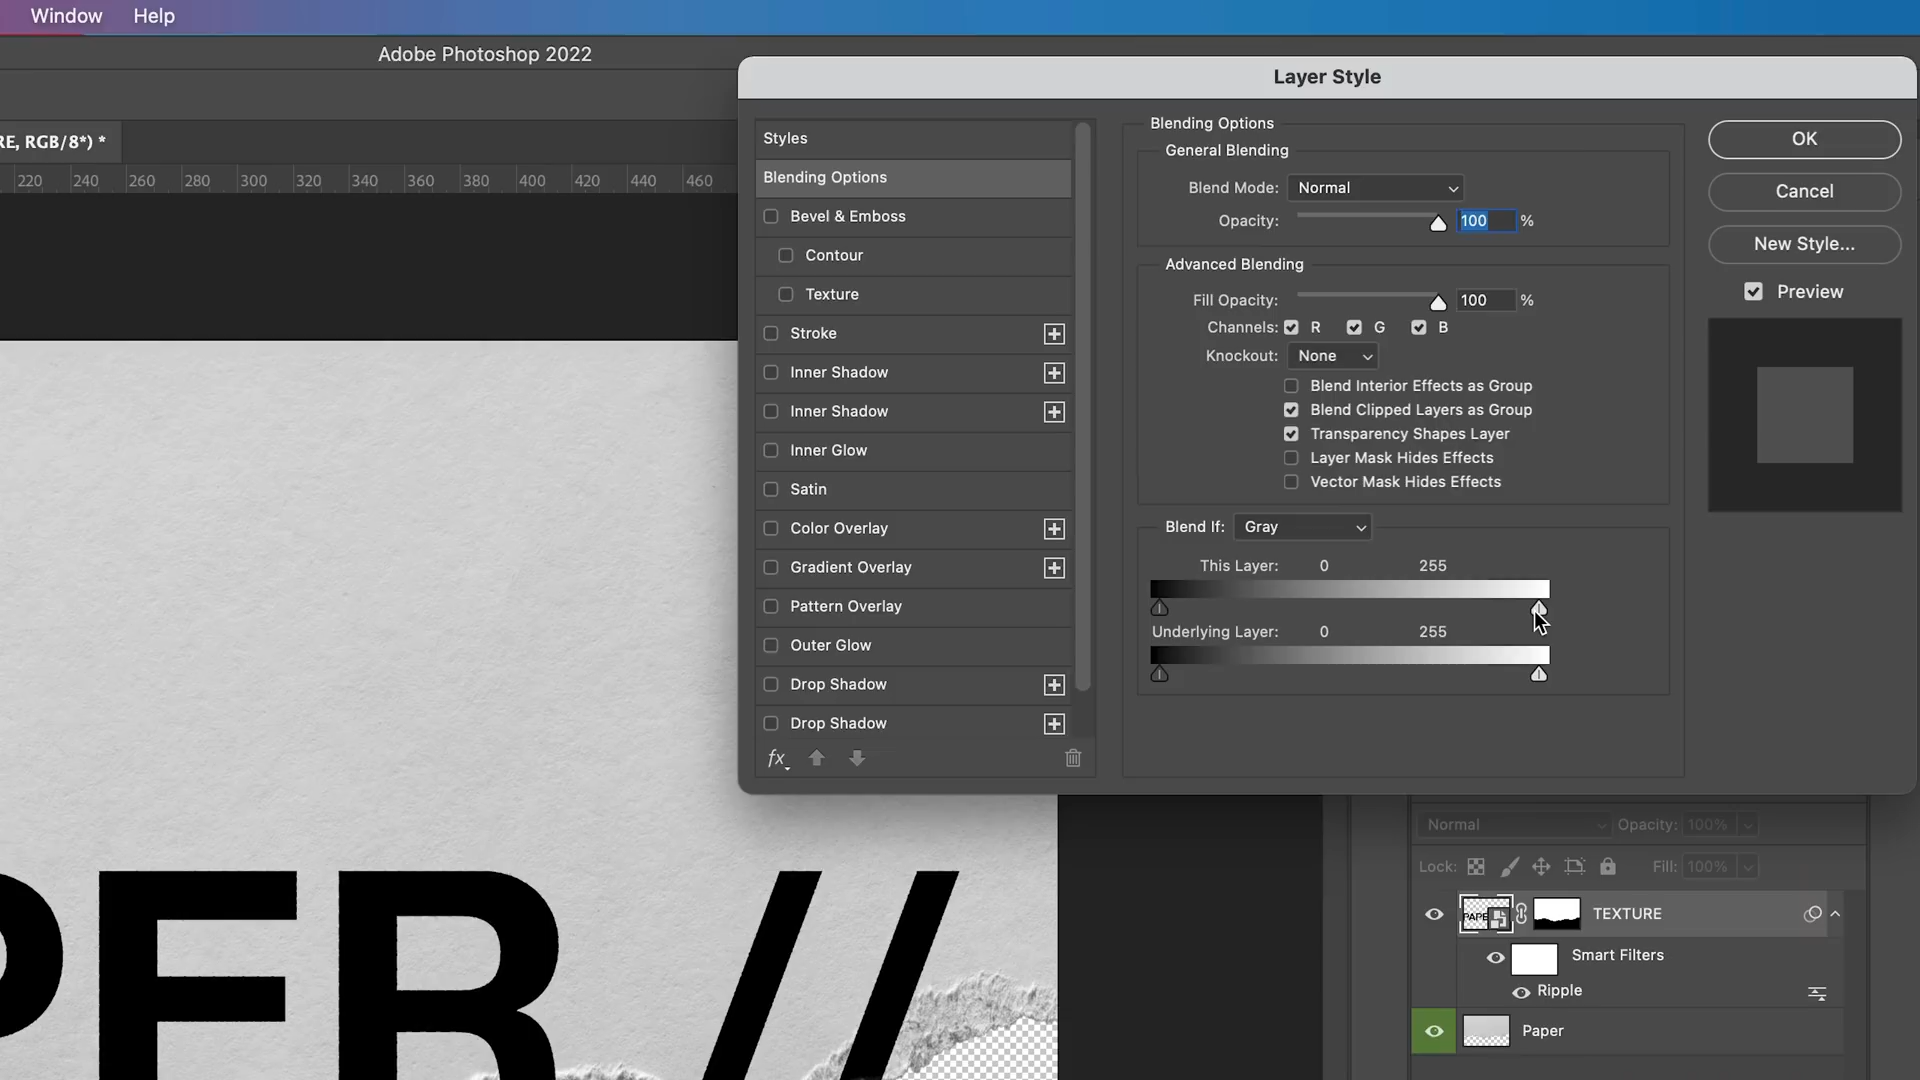 Window Help
Adobe Photoshop 2022
Layer Style
RE, RGB/8*) *
220 240 260 280 300 320 340 360 380 400 420 440 460
Styles
Blending Options
Bevel & Emboss
Contour
Texture
Stroke
Inner Shadow
Inner Shadow
Inner Glow
Satin
Color Overlay
Gradient Overlay
Pattern Overlay
Outer Glow
Drop Shadow
Drop Shadow
fx
Blending Options
General Blending
Blend Mode: Normal
Opacity: 100 %
Advanced Blending
Fill Opacity: 100 %
Channels: R G B
Knockout: None
Blend Interior Effects as Group
Blend Clipped Layers as Group
Transparency Shapes Layer
Layer Mask Hides Effects
Vector Mask Hides Effects
Blend If: Gray
This Layer: 0 255
Underlying Layer: 0 255
OK
Cancel
New Style...
Preview
PER //
Normal Opacity: 100%
Lock: Fill: 100%
PAPE TEXTURE
Smart Filters
Ripple
Paper